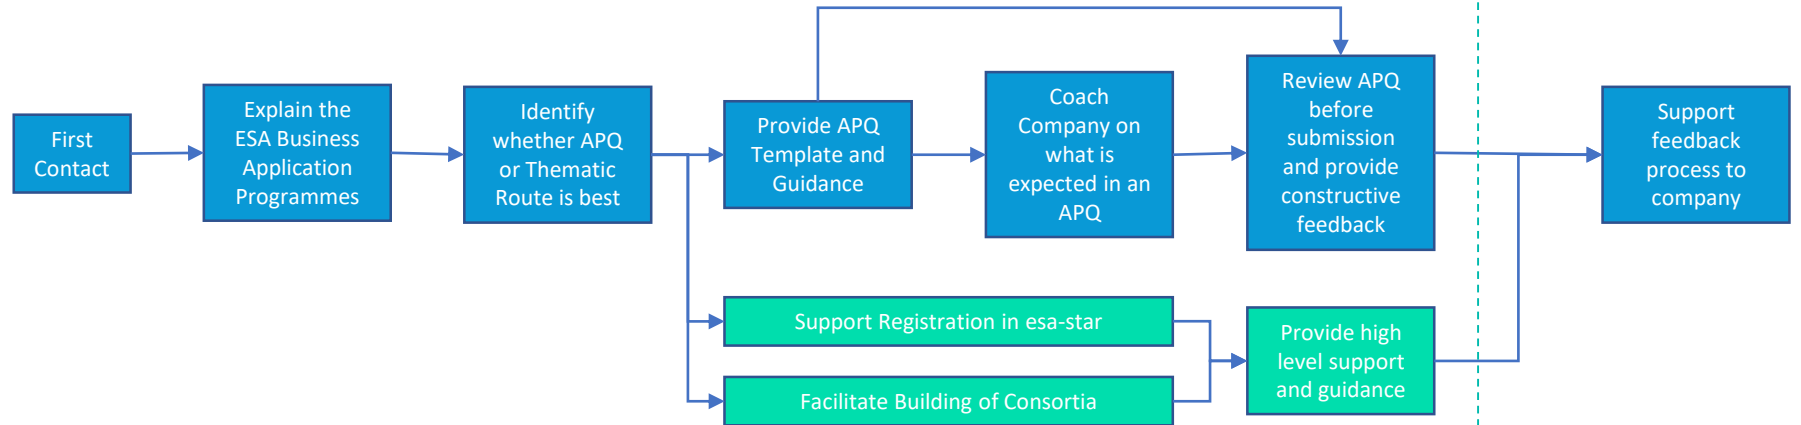 First
Contact
Explain the
ESA Business
Application
Programmes
Identify
whether APQ
or Thematic
Route is best
Provide APQ
Template and
Guidance
Coach
Company on
what is
expected in an
APQ
Review APQ
before
submission
and provide
constructive
feedback
Support
feedback
process to
company
Support Registration in esa-star
Facilitate Building of Consortia
Provide high
level support
and guidance